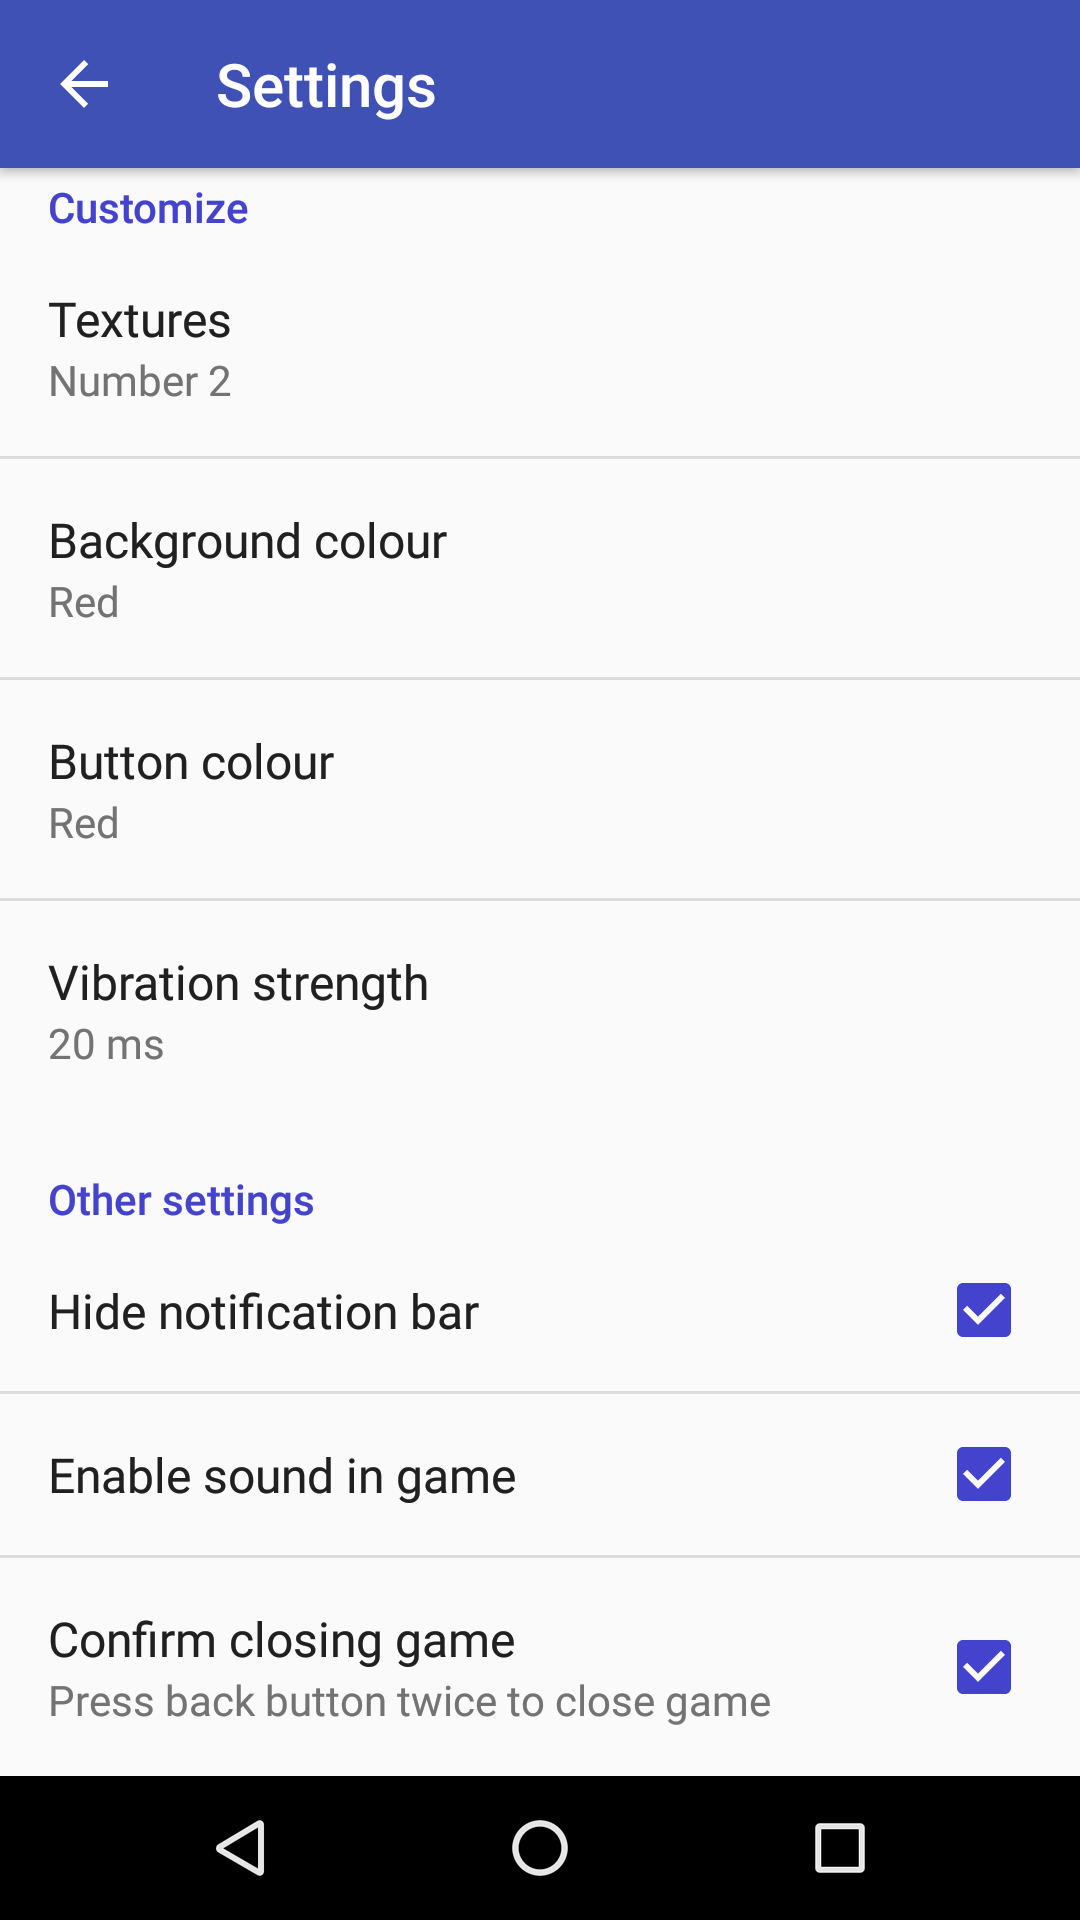 Settings
Customize
Textures
Number 2
Background colour
Red
Button colour
Red
Vibration strength
20 ms
Other settings
Hide notification bar
Enable sound in game
Confirm closing game
Press back button twice to close game